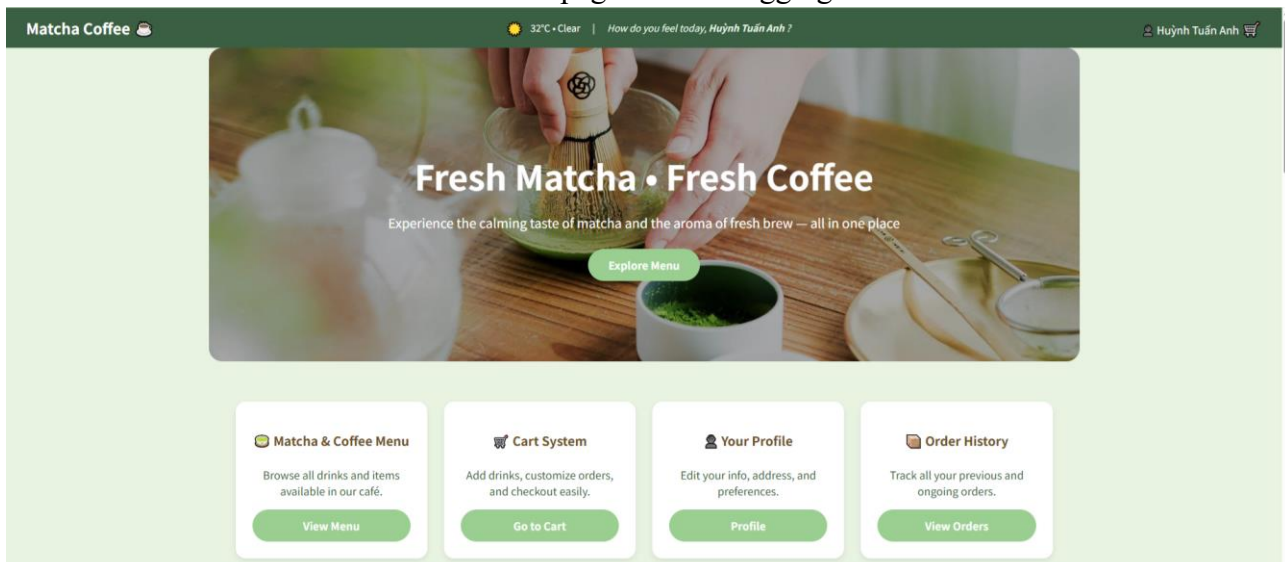 Matcha Coffee
32°C • Clear | How do you feel today, Huỳnh Tuấn Anh ?
Huỳnh Tuấn Anh
Fresh Matcha • Fresh Coffee
Experience the calming taste of matcha and the aroma of fresh brew — all in one place
Explore Menu
Matcha & Coffee Menu
Browse all drinks and items
available in our café.
View Menu
Cart System
Add drinks, customize orders,
and checkout easily.
Go to Cart
Your Profile
Edit your info, address, and
preferences.
Profile
Order History
Track all your previous and
ongoing orders.
View Orders